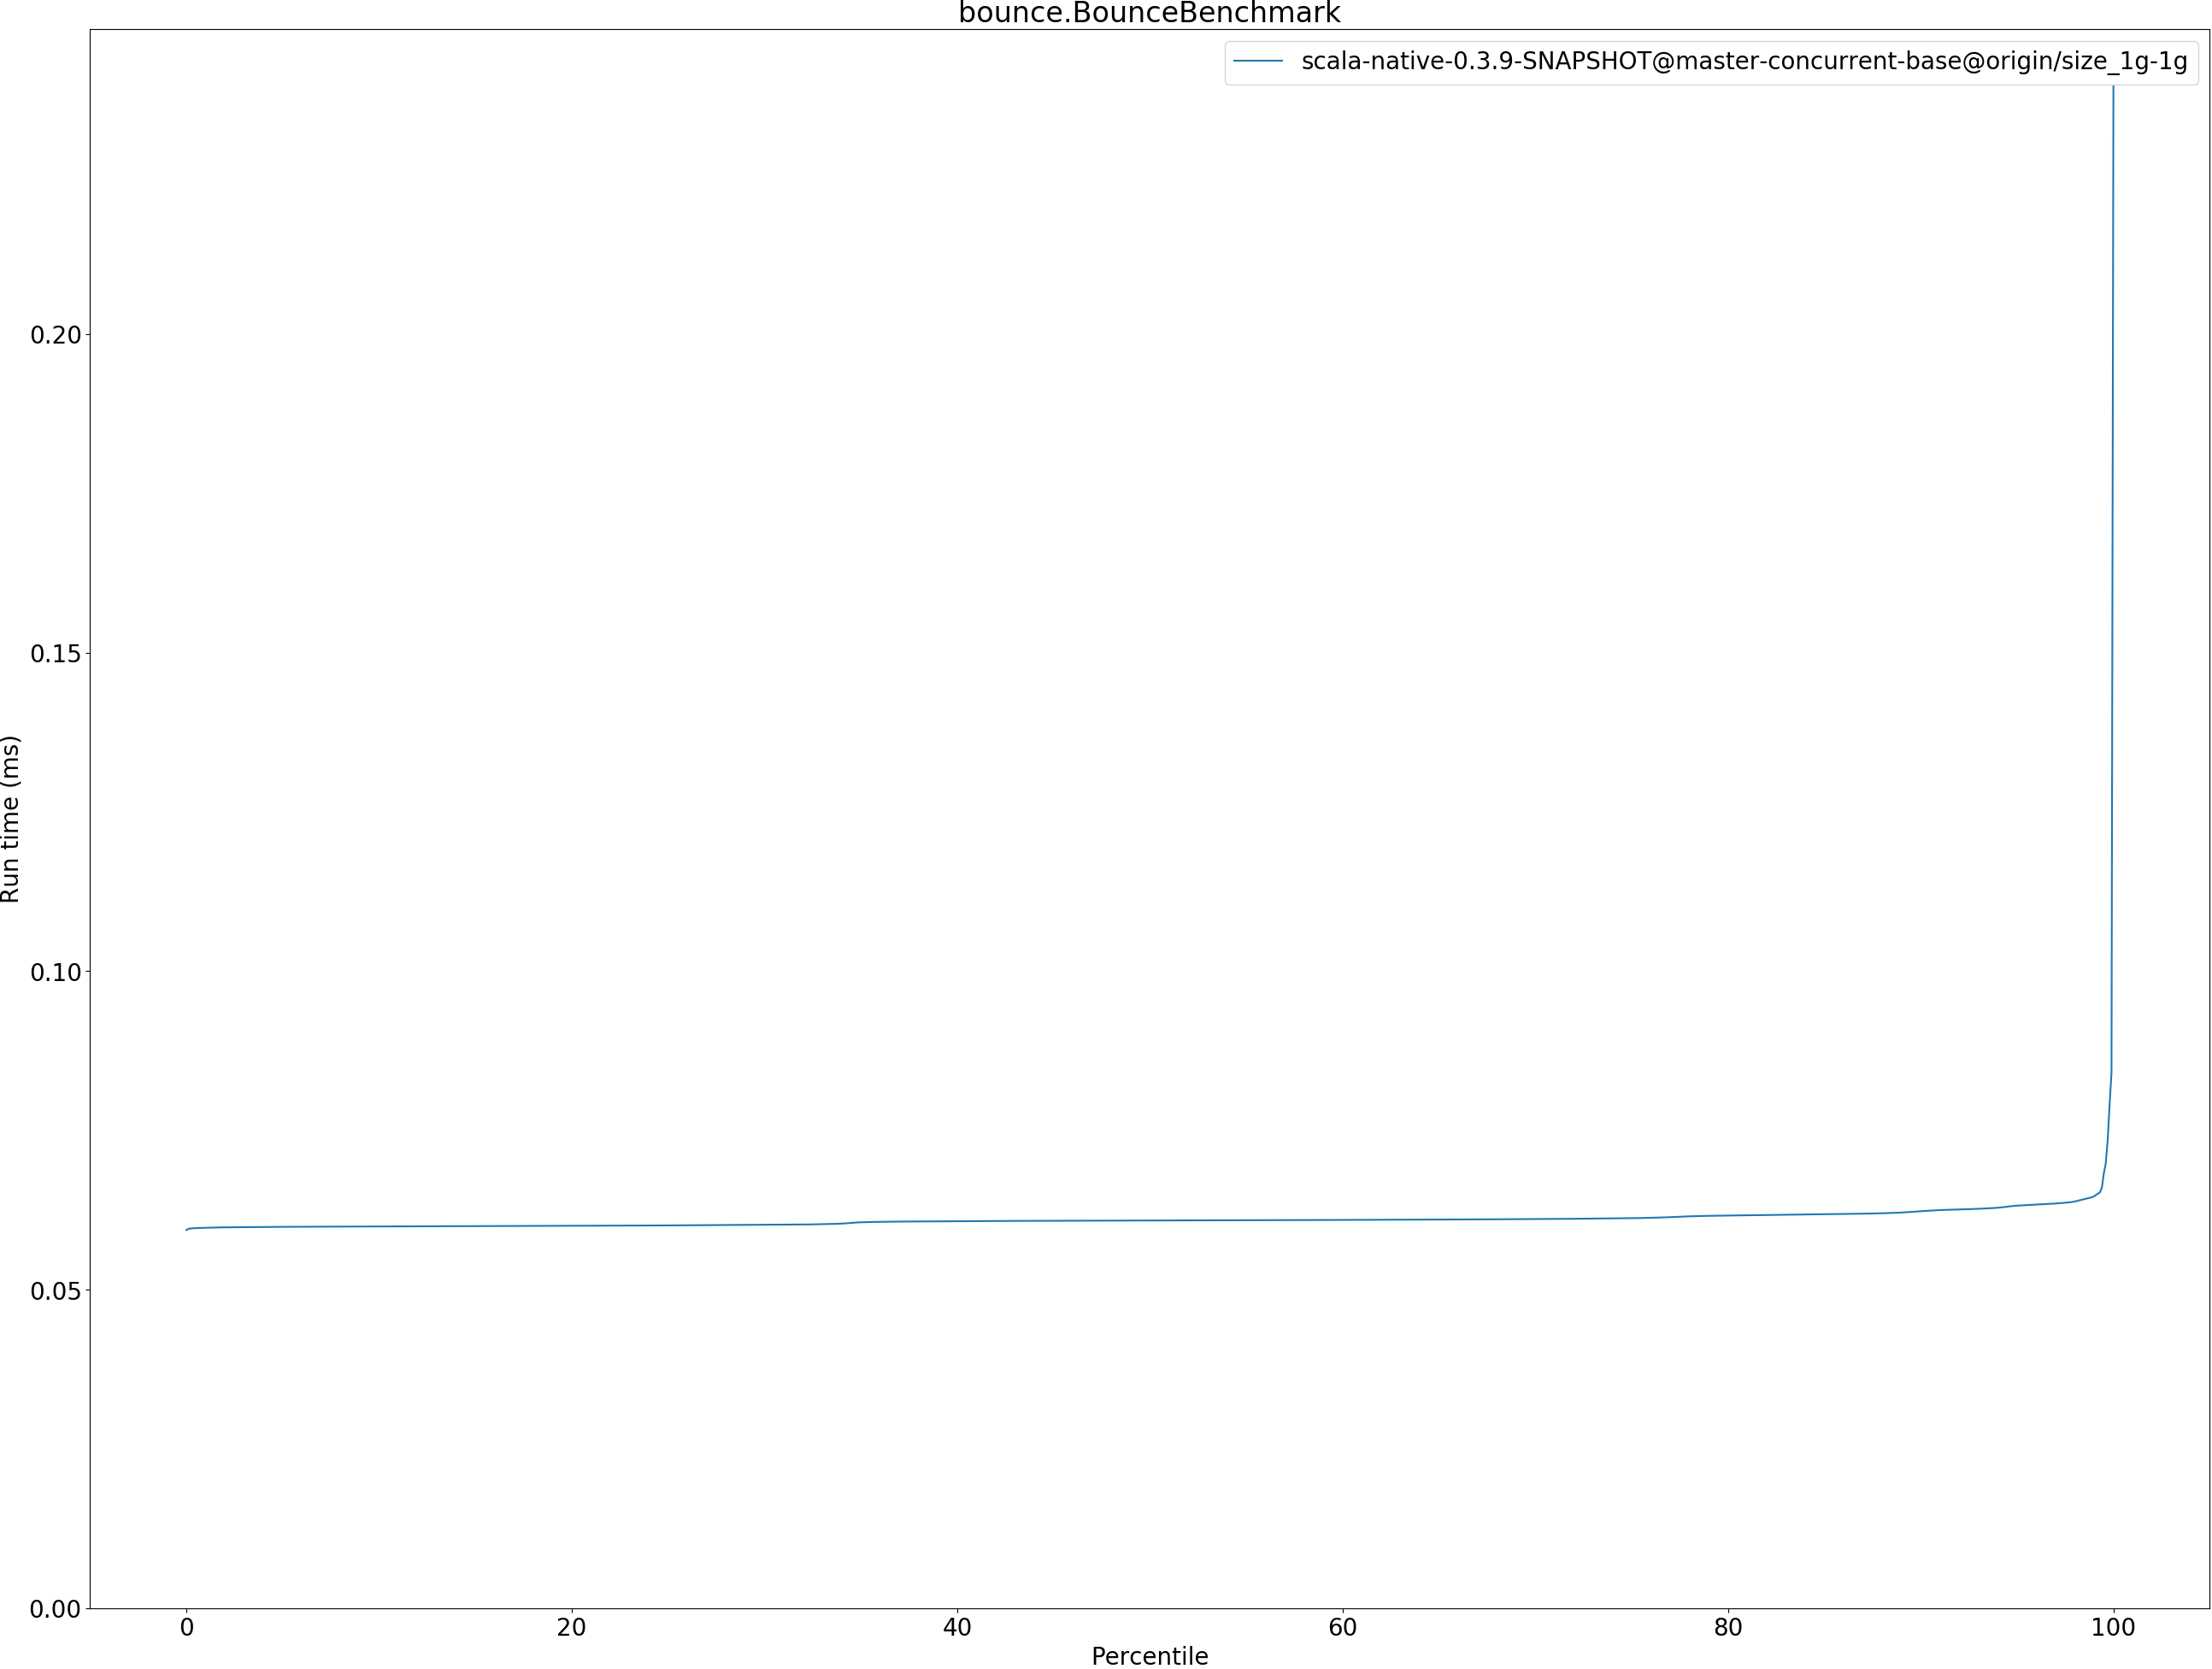 bounce.BounceBenchmark
scala-native-0.3.9-SNAPSHOT@master-concurrent-base@origin/size_1g-1g
Run time (ms)
0.20
0.15
0.10
0.05
0.00
0 20 40 60 80 100
Percentile